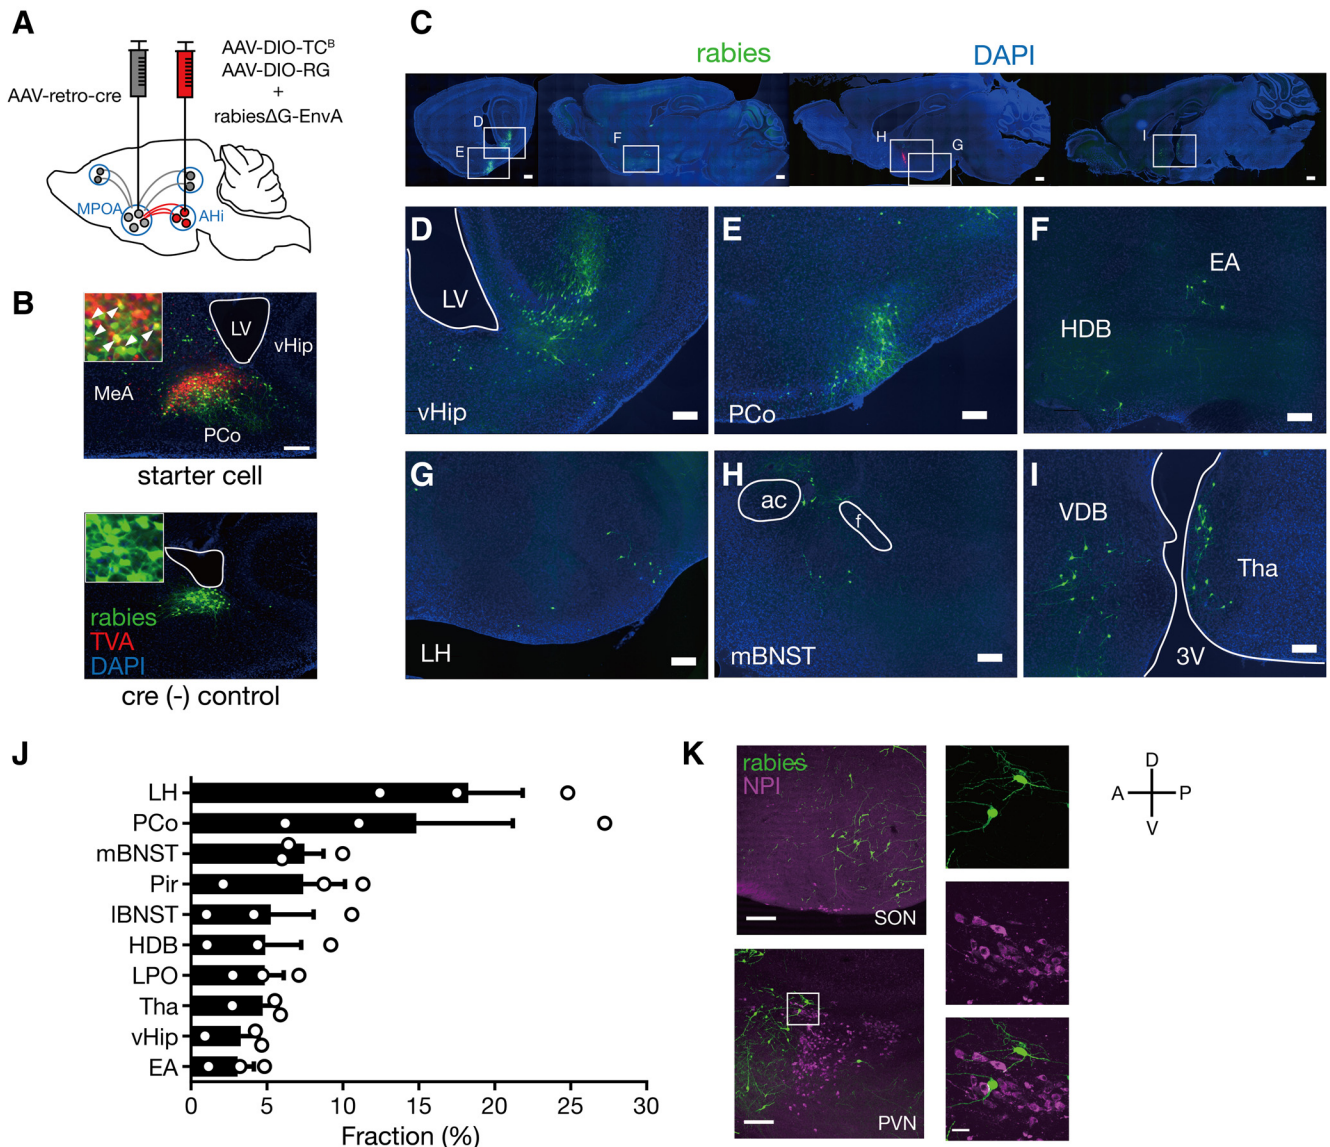 A
AAV-DIO-TCᴮ
AAV-DIO-RG
+
rabiesΔG-EnvA
AAV-retro-cre
MPOA
AHi
B
LV
vHip
MeA
PCo
starter cell
rabies
TVA
DAPI
cre (-) control
C
rabies
DAPI
D
E
F
H
G
I
D
LV
vHip
E
PCo
F
EA
HDB
G
LH
H
ac
f
mBNST
I
VDB
Tha
3V
J
LH
PCo
mBNST
Pir
lBNST
HDB
LPO
Tha
vHip
EA
0 5 10 15 20 25 30
Fraction (%)
K
rabies
NPI
SON
PVN
D
A P
V